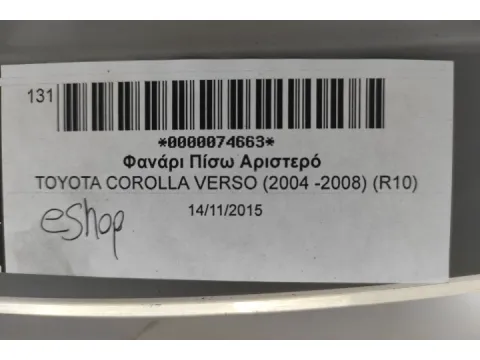 131
*0000074663*
Φανάρι Πίσω Αριστερό
TOYOTA COROLLA VERSO (2004 -2008) (R10)
14/11/2015
eshop